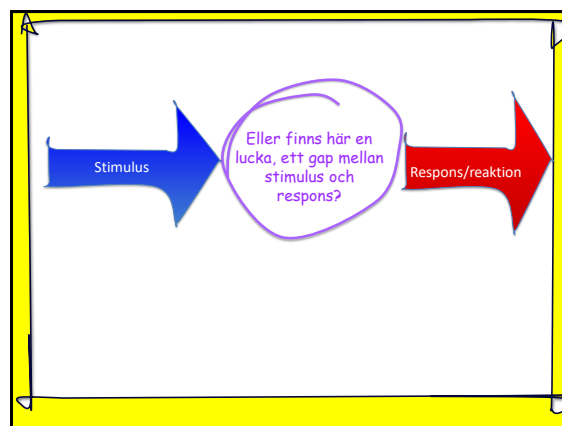 Stimulus
Eller finns här en
lucka, ett gap mellan
stimulus och
respons?
Respons/reaktion